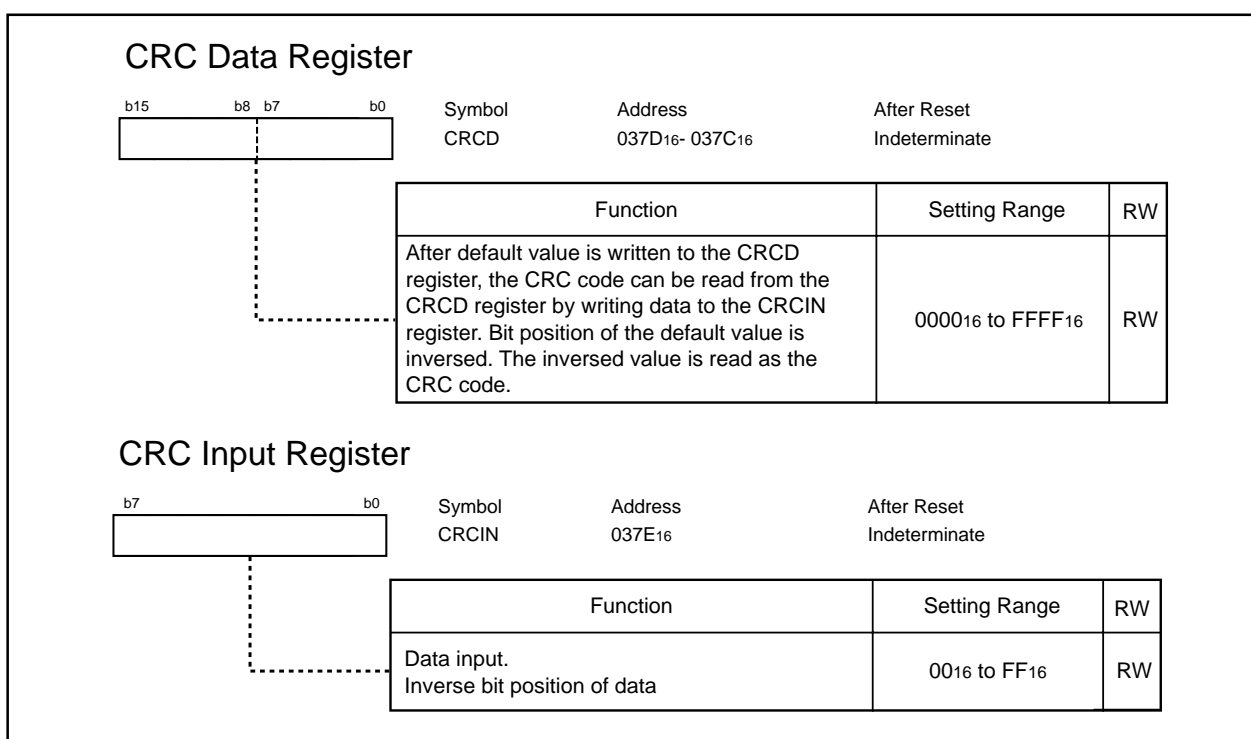 CRC Data Register
b15 b8 b7 b0 Symbol Address After Reset
CRCD 037D16- 037C16 Indeterminate
Function Setting Range RW
After default value is written to the CRCD
register, the CRC code can be read from the
CRCD register by writing data to the CRCIN
register. Bit position of the default value is
inversed. The inversed value is read as the
CRC code.
000016 to FFFF16 RW
CRC Input Register
b7 b0 Symbol Address After Reset
CRCIN 037E16 Indeterminate
Function Setting Range RW
Data input.
Inverse bit position of data
0016 to FF16 RW